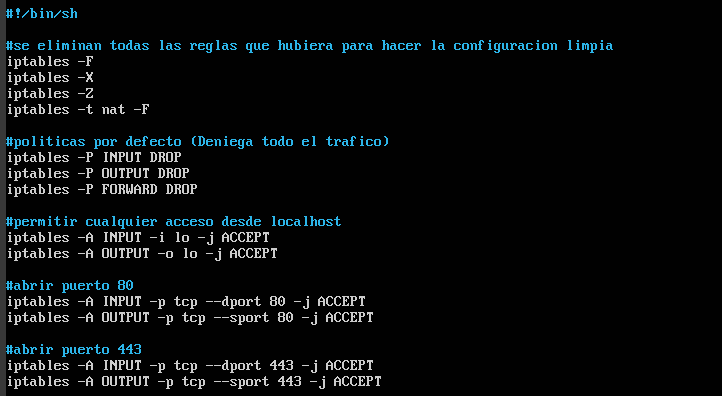 #!/bin/sh
#se eliminan todas las reglas que hubiera para hacer la configuracion limpia
iptables -F
iptables -X
iptables -Z
iptables -t nat -F
#politicas por defecto (Deniega todo el trafico)
iptables -P INPUT DROP
iptables -P OUTPUT DROP
iptables -P FORWARD DROP
#permitir cualquier acceso desde localhost
iptables -A INPUT -i lo -j ACCEPT
iptables -A OUTPUT -o lo -j ACCEPT
#abrir puerto 80
iptables -A INPUT -p tcp --dport 80 -j ACCEPT
iptables -A OUTPUT -p tcp --sport 80 -j ACCEPT
#abrir puerto 443
iptables -A INPUT -p tcp --dport 443 -j ACCEPT
iptables -A OUTPUT -p tcp --sport 443 -j ACCEPT